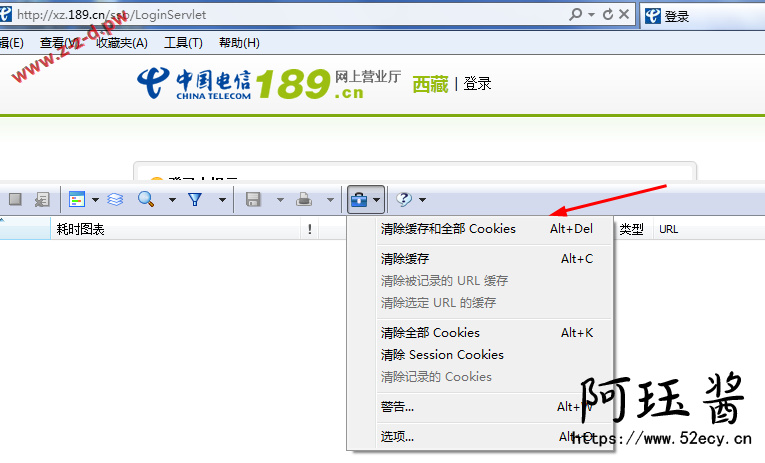 http://xz.189.cn/ssb/LoginServlet
登录
辑(E) 查看(V) 收藏夹(A) 工具(T) 帮助(H)
www.z-z-d.pw
中国电信
CHINA TELECOM
189
.cn
网上营业厅
西藏 | 登录
耗时图表 ! 类型 URL
清除缓存和全部 Cookies Alt+Del
清除缓存 Alt+C
清除被记录的 URL 缓存
清除选定 URL 的缓存
清除全部 Cookies Alt+K
清除 Session Cookies
清除记录的 Cookies
警告... Alt+W
选项... Alt+O
阿珏酱
https://www.52ecy.cn